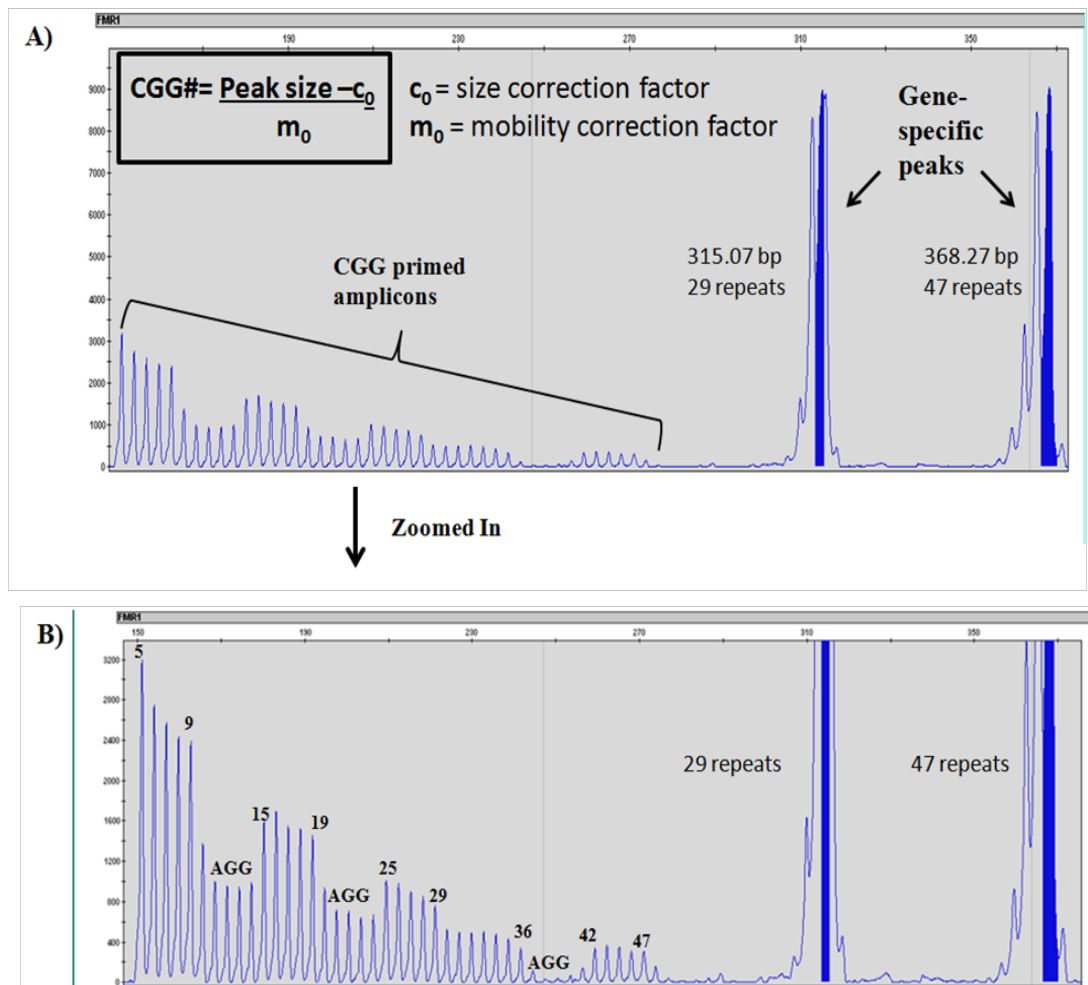 A)
FMR1
190 230 270 310 350
CGG#= Peak size –c0
m0
c0 = size correction factor
m0 = mobility correction factor
Gene-
specific
peaks
9000
8000
7000
6000
5000
4000
3000
2000
1000
0
CGG primed
amplicons
315.07 bp
29 repeats
368.27 bp
47 repeats
Zoomed In
B)
FMR1
150 190 230 270 310 350
3200
2800
2400
2000
1600
1200
800
400
0
5
9
15
19
AGG
AGG
25
29
36
AGG
42
47
29 repeats
47 repeats